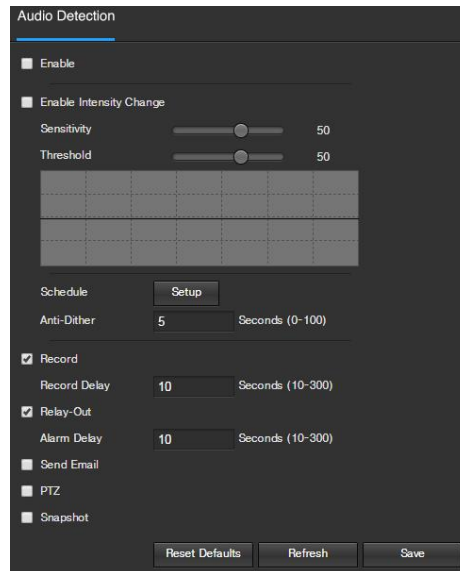 Audio Detection
Enable
Enable Intensity Change
Sensitivity 50
Threshold 50
Schedule Setup
Anti-Dither 5 Seconds (0-100)
Record
Record Delay 10 Seconds (10-300)
Relay-Out
Alarm Delay 10 Seconds (10-300)
Send Email
PTZ
Snapshot
Reset Defaults Refresh Save